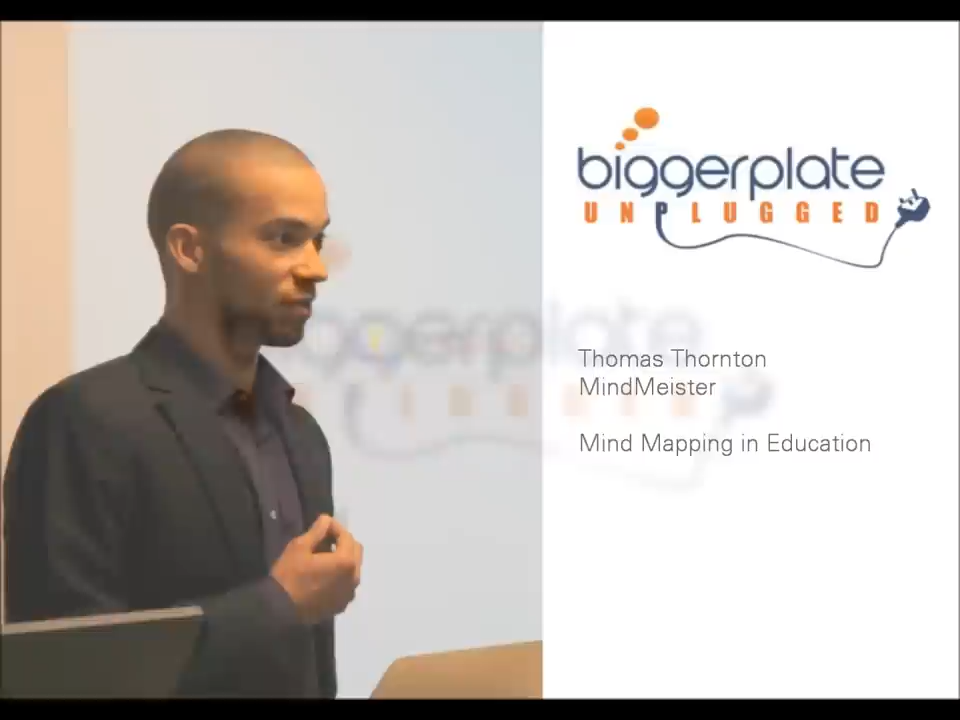 biggerplate
UNPLUGGED
Thomas Thornton
MindMeister
Mind Mapping in Education